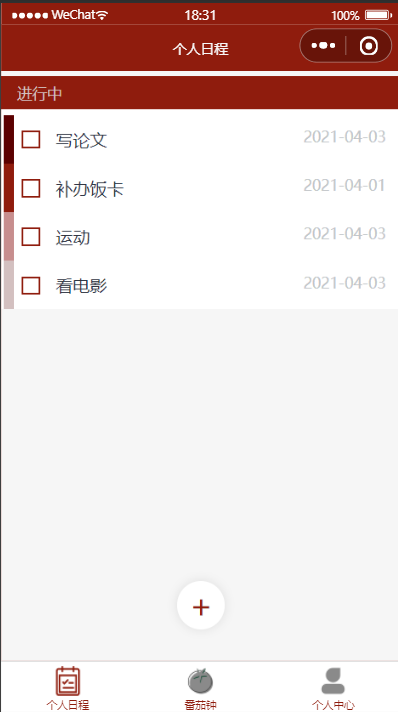 WeChat 18:31 100%
个人日程
进行中
写论文 2021-04-03
补办饭卡 2021-04-01
运动 2021-04-03
看电影 2021-04-03
+
个人日程 番茄钟 个人中心